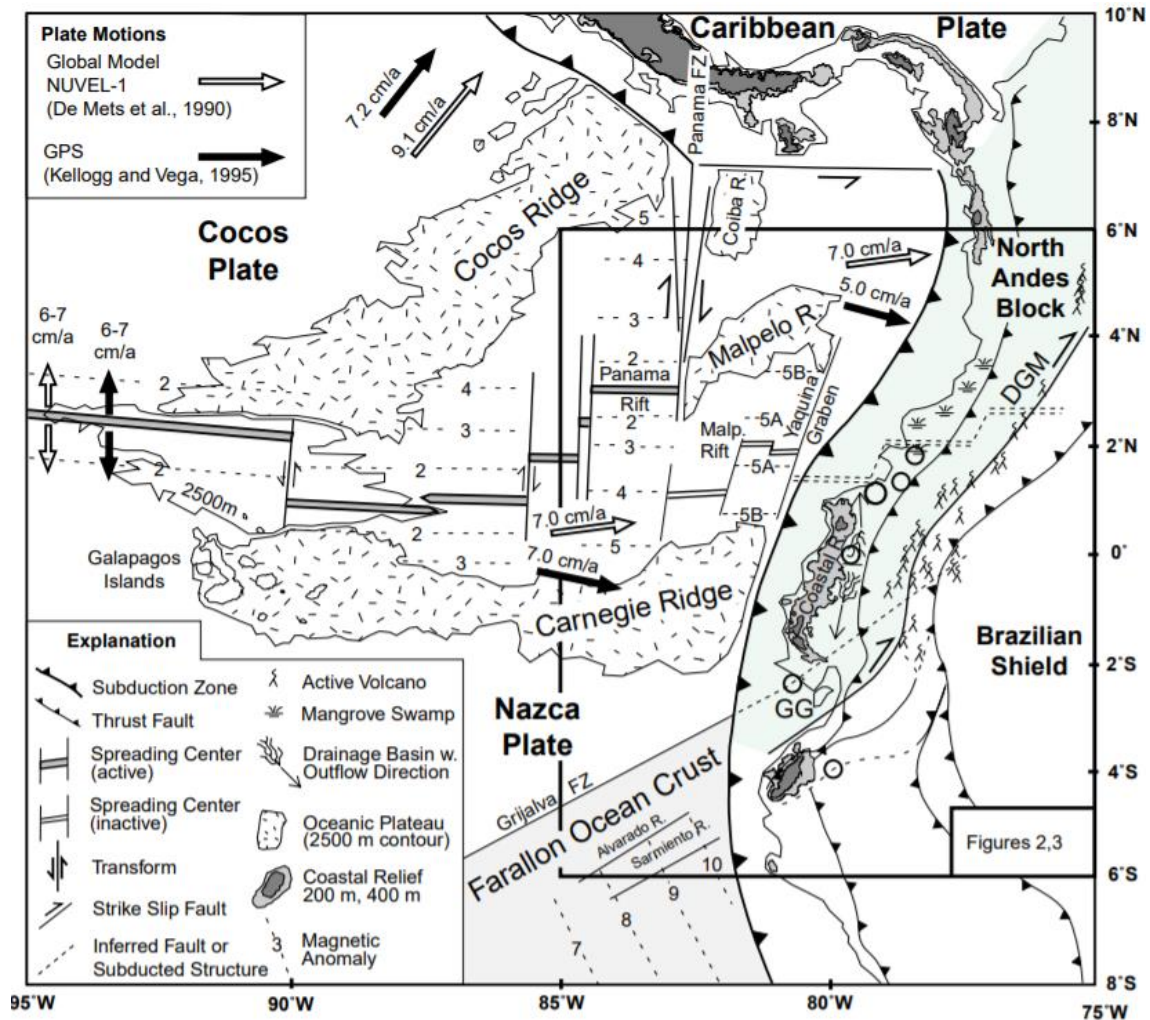 Plate Motions
Global Model
NUVEL-1
(De Mets et al., 1990)
GPS
(Kellogg and Vega, 1995)
Caribbean Plate
Panama FZ
7.2 cm/a
9.1 cm/a
10˚N
8˚N
6˚N
4˚N
2˚N
0˚
2˚S
4˚S
6˚S
8˚S
Cocos
Plate
Cocos Ridge
Coiba R.
5
4
3
2
7.0 cm/a
5.0 cm/a
North
Andes
Block
6-7
cm/a
6-7
cm/a
2
4
3
2
2
Panama
Rift
2
3
4
5
Malpelo R.
5B
5A
Malp.
Rift
5A
5B
Yaquina
Graben
DGM
2500m
2
3
7.0 cm/a
7.0 cm/a
Galapagos
Islands
Carnegie Ridge
Coastal R.
Brazilian
Shield
GG
Nazca
Plate
Grijalva FZ
Farallon Ocean Crust
Alvarado R.
Sarmiento R.
10
9
8
7
Figures 2,3
Explanation
Subduction Zone
Thrust Fault
Spreading Center
(active)
Spreading Center
(inactive)
Transform
Strike Slip Fault
Inferred Fault or
Subducted Structure
Active Volcano
Mangrove Swamp
Drainage Basin w.
Outflow Direction
Oceanic Plateau
(2500 m contour)
Coastal Relief
200 m, 400 m
3 Magnetic
Anomaly
95˚W
90˚W
85˚W
80˚W
75˚W